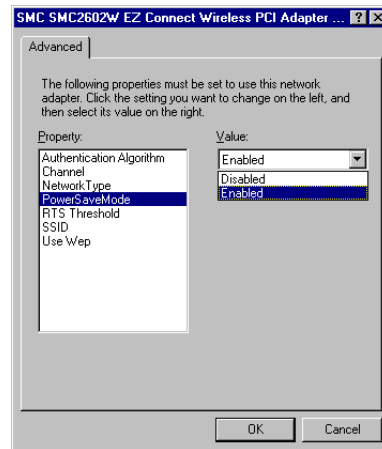 SMC SMC2602W EZ Connect Wireless PCI Adapter ...
Advanced
The following properties must be set to use this network
adapter. Click the setting you want to change on the left, and
then select its value on the right.
Property:
Authentication Algorithm
Channel
NetworkType
PowerSaveMode
RTS Threshold
SSID
Use Wep
Value:
Enabled
Disabled
Enabled
OK
Cancel